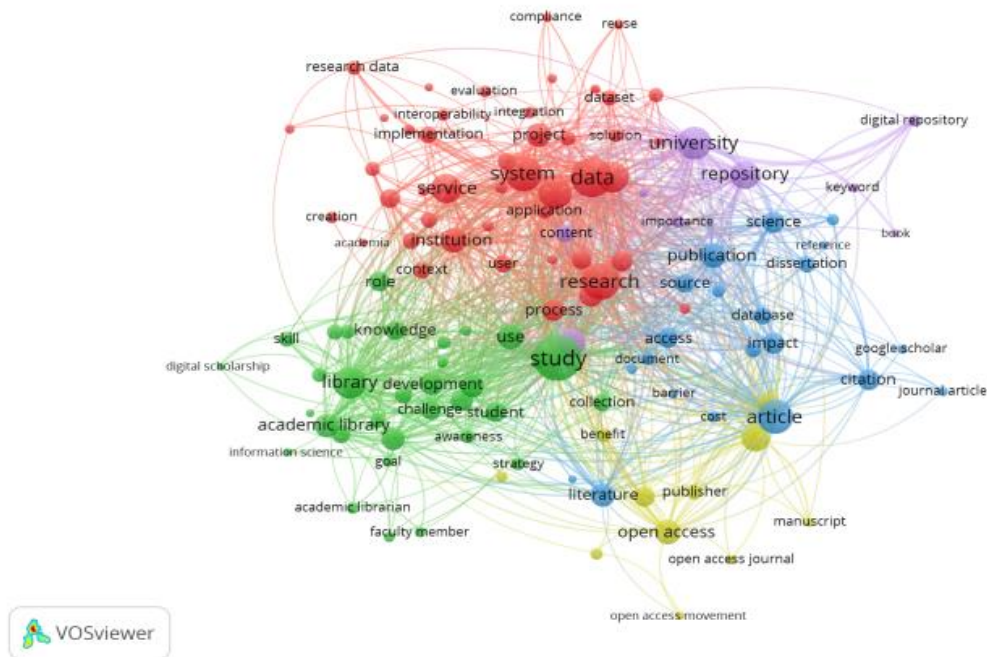 compliance
reuse
research data
evaluation
dataset
interoperability
integration
digital repository
implementation
project
solution
university
system
data
repository
service
keyword
application
creation
importance
science
book
content
academia
institution
reference
publication
dissertation
context
user
role
research
source
process
database
skill
knowledge
use
access
impact
google scholar
digital scholarship
study
document
library
development
citation
journal article
barrier
collection
challenge
student
cost
article
academic library
benefit
awareness
information science
goal
strategy
literature
publisher
academic librarian
manuscript
faculty member
open access
open access journal
open access movement
VOSviewer